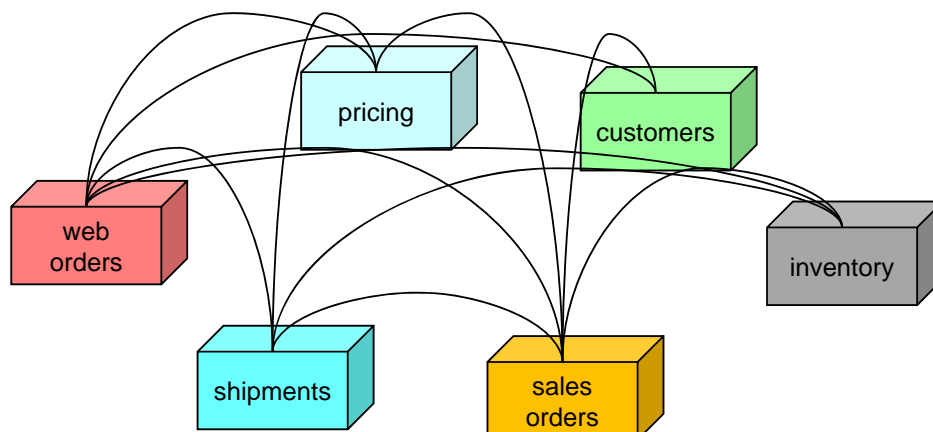 pricing
customers
web
orders
inventory
shipments
sales
orders